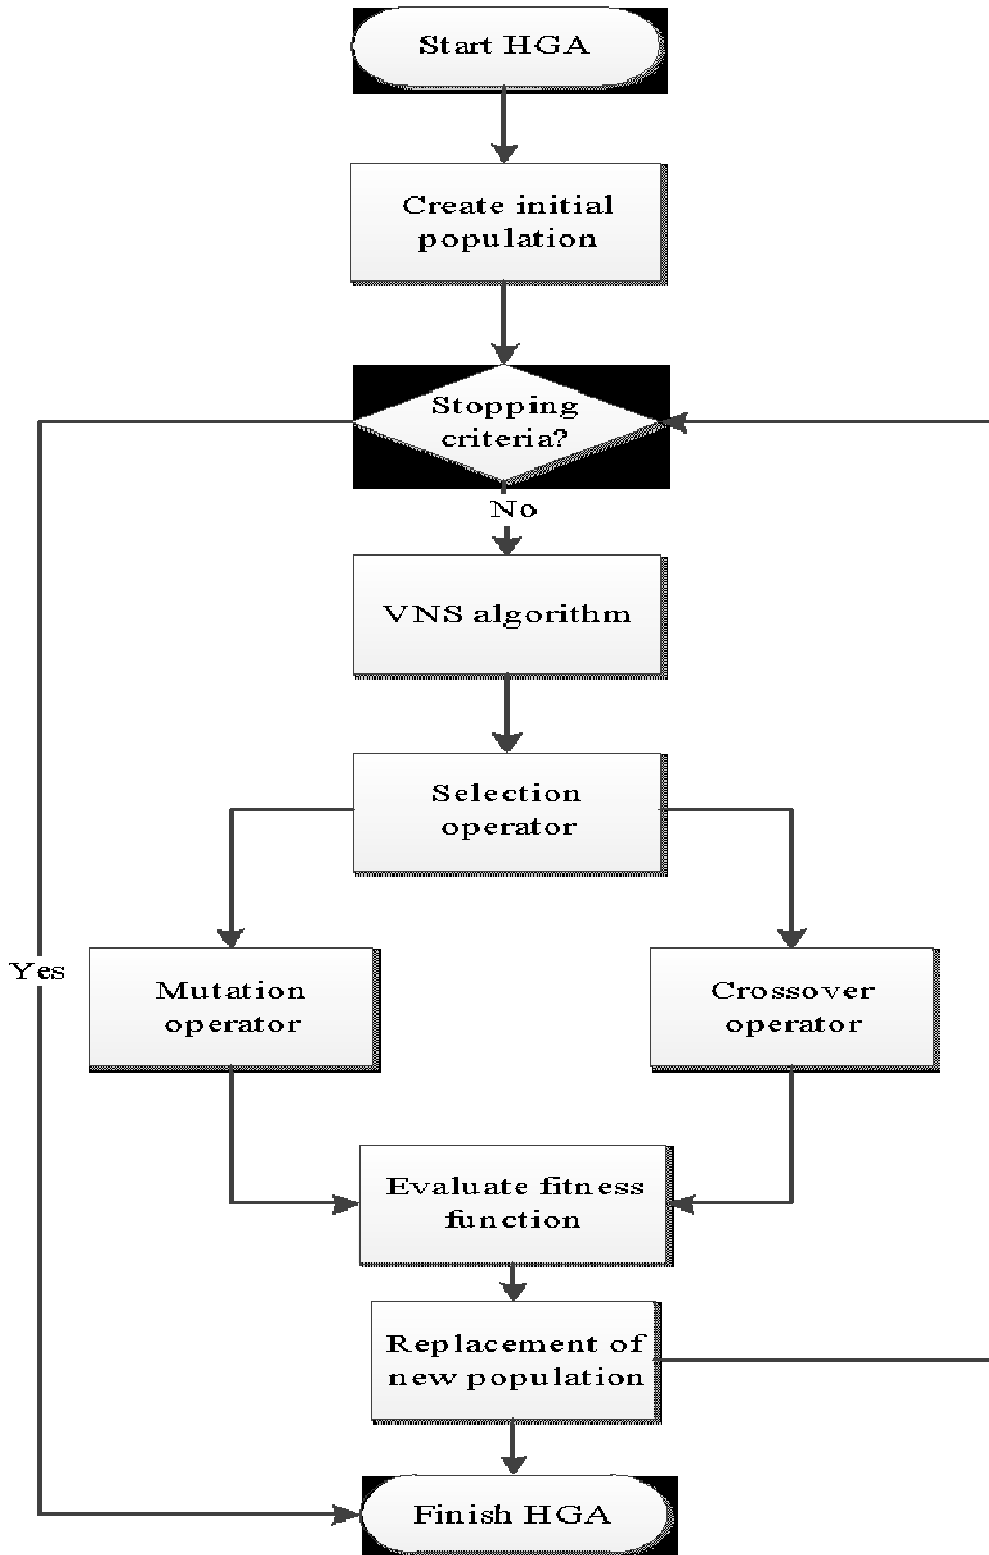 Start HGA
Create initial
population
Stopping
criteria?
No
VNS algorithm
Selection
operator
Yes
Mutation
operator
Crossover
operator
Evaluate fitness
function
Replacement of
new population
Finish HGA